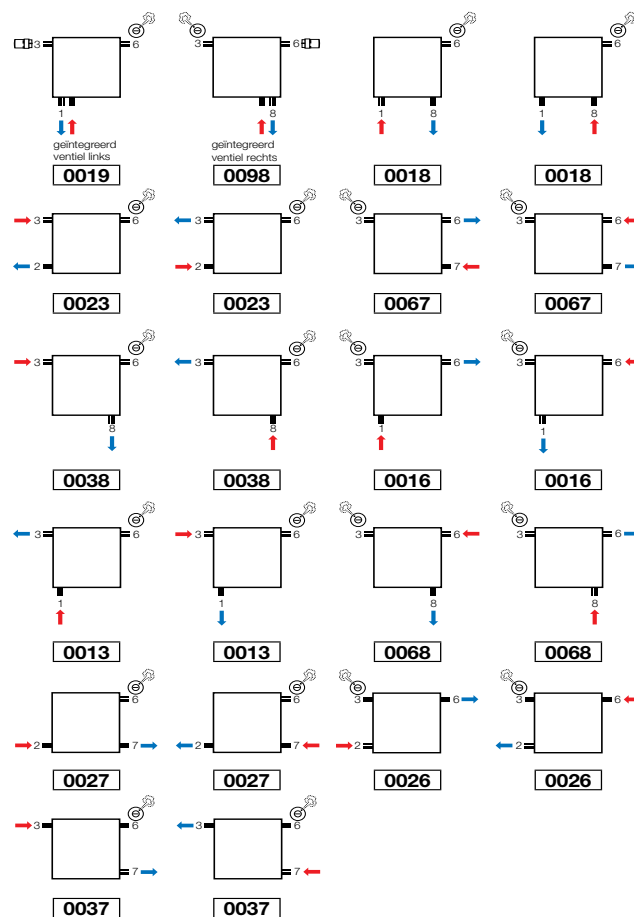 3 6 3 6 6 3
1 8 1 8 1 8
geïntegreerd
ventiel links
geïntegreerd
ventiel rechts
0019 0098 0018 0018
3 6 3 6 3 6 3 6
2 2 7 7
0023 0023 0067 0067
3 6 3 6 3 6 3 6
8 8 1 1
0038 0038 0016 0016
3 6 3 6 3 6 3 6
1 1 8 8
0013 0013 0068 0068
6 6 3 6 3 6
2 7 2 7 2 2
0027 0027 0026 0026
3 6 3 6
7 7
0037 0037